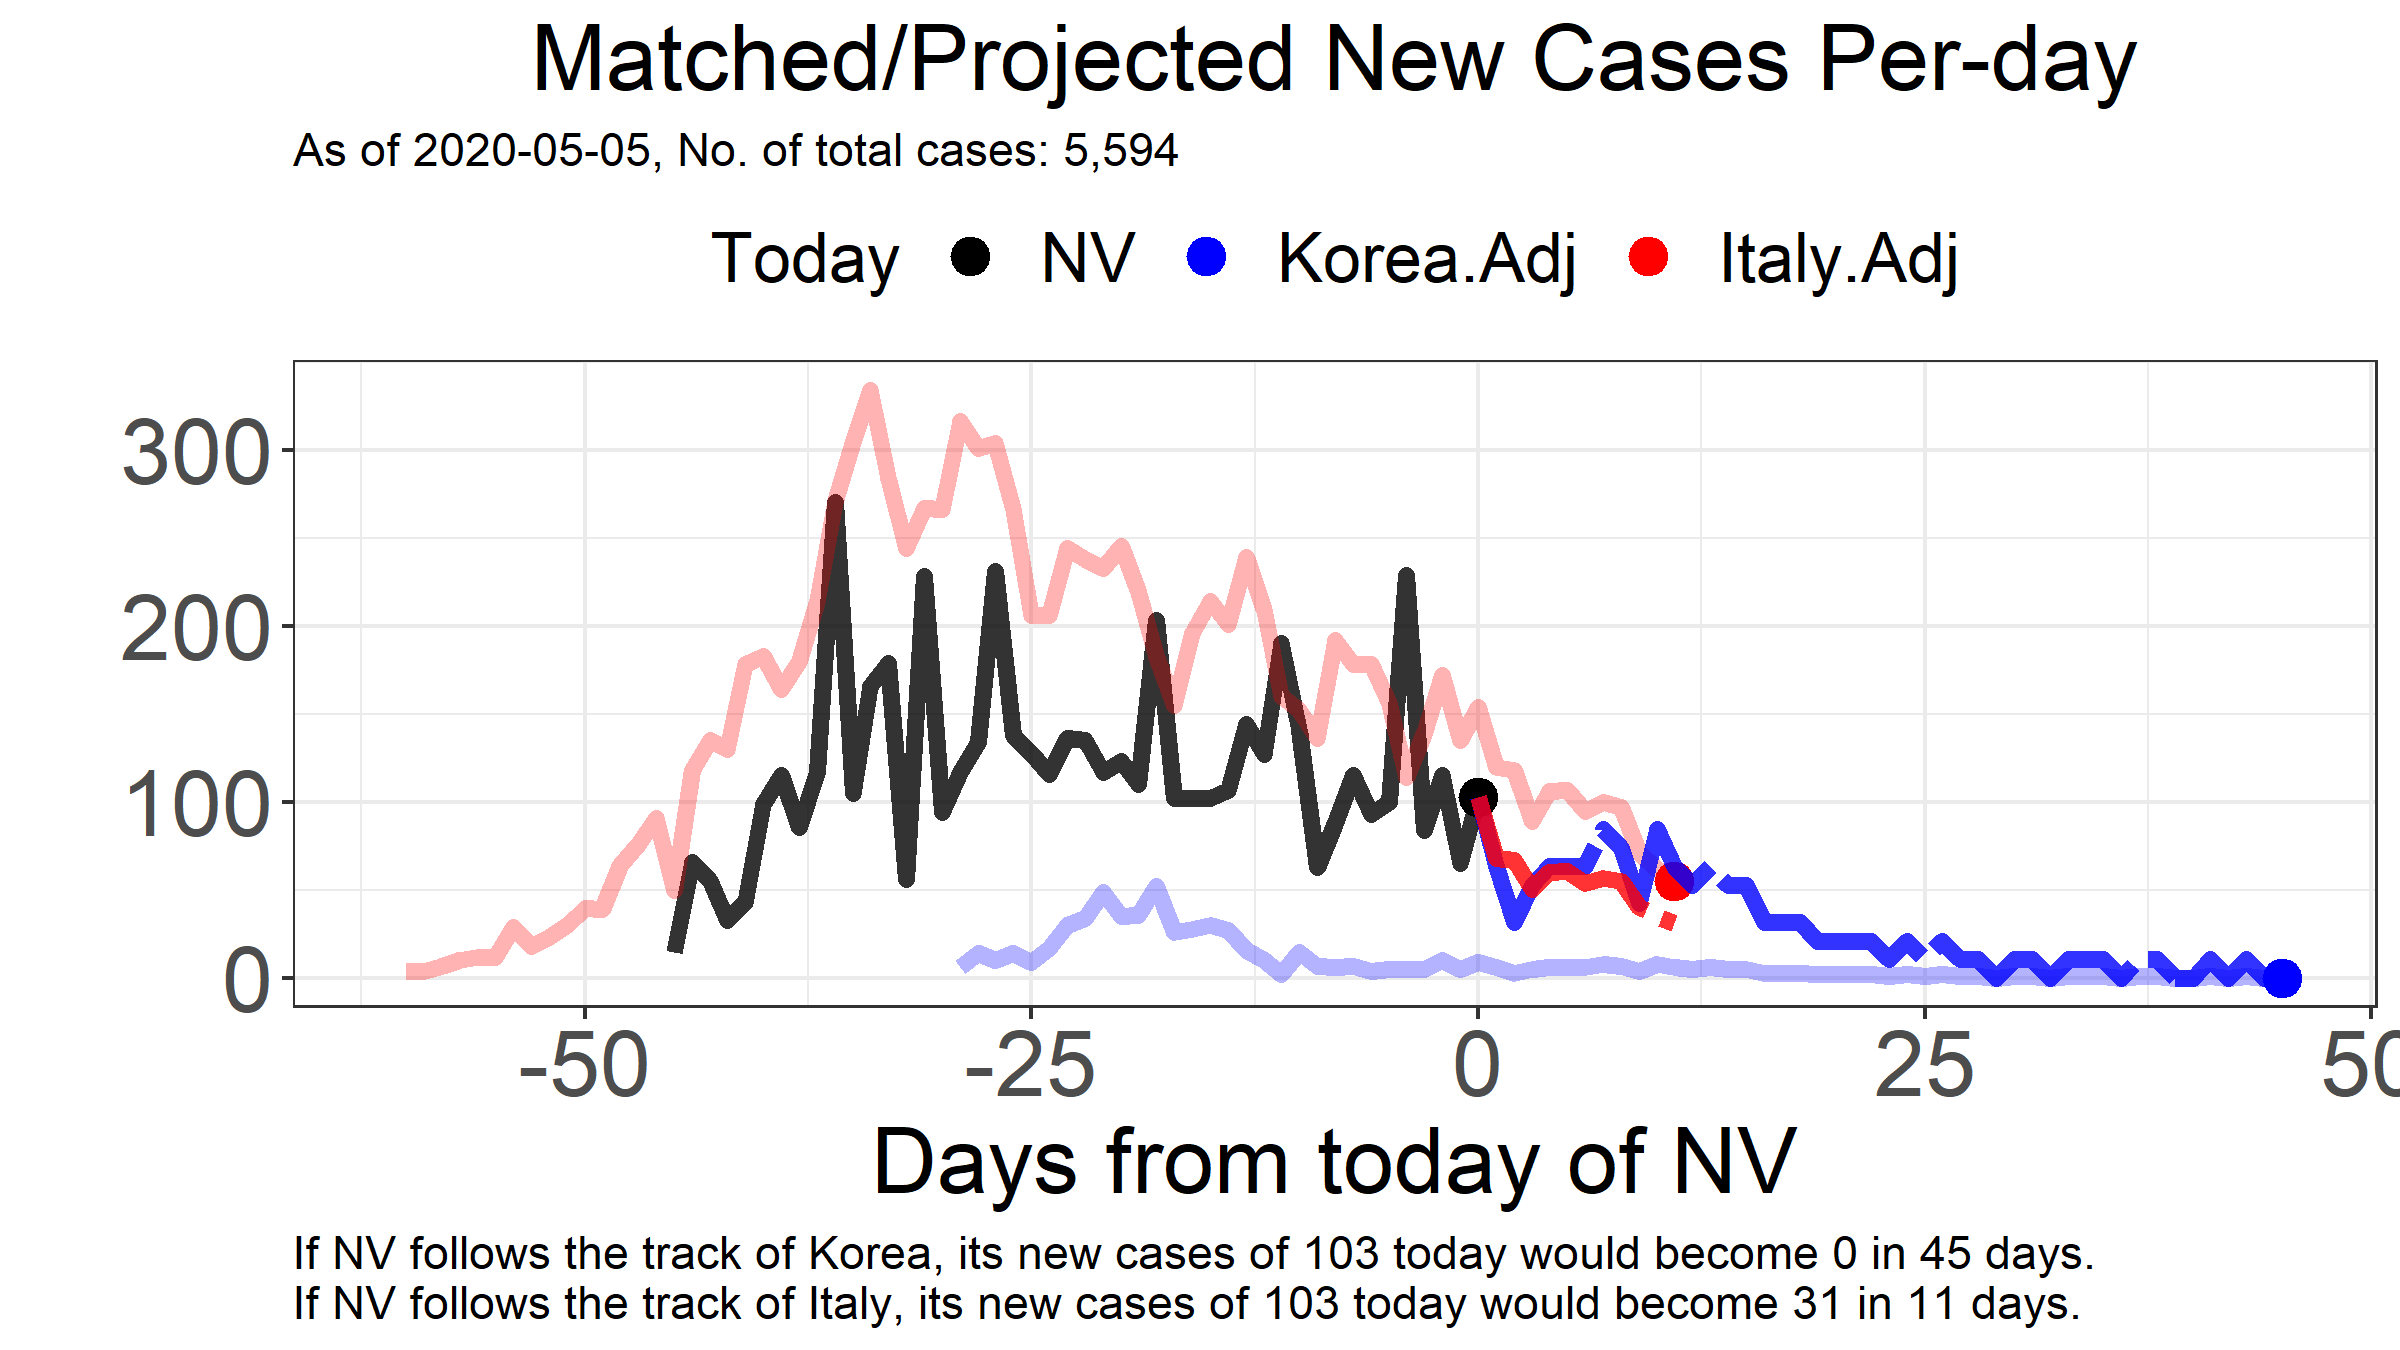 Matched/Projected New Cases Per-day
As of 2020-05-05, No. of total cases: 5,594
Today NV Korea.Adj Italy.Adj
300
200
100
0
-50 -25 0 25 50
Days from today of NV
If NV follows the track of Korea, its new cases of 103 today would become 0 in 45 days.
If NV follows the track of Italy, its new cases of 103 today would become 31 in 11 days.